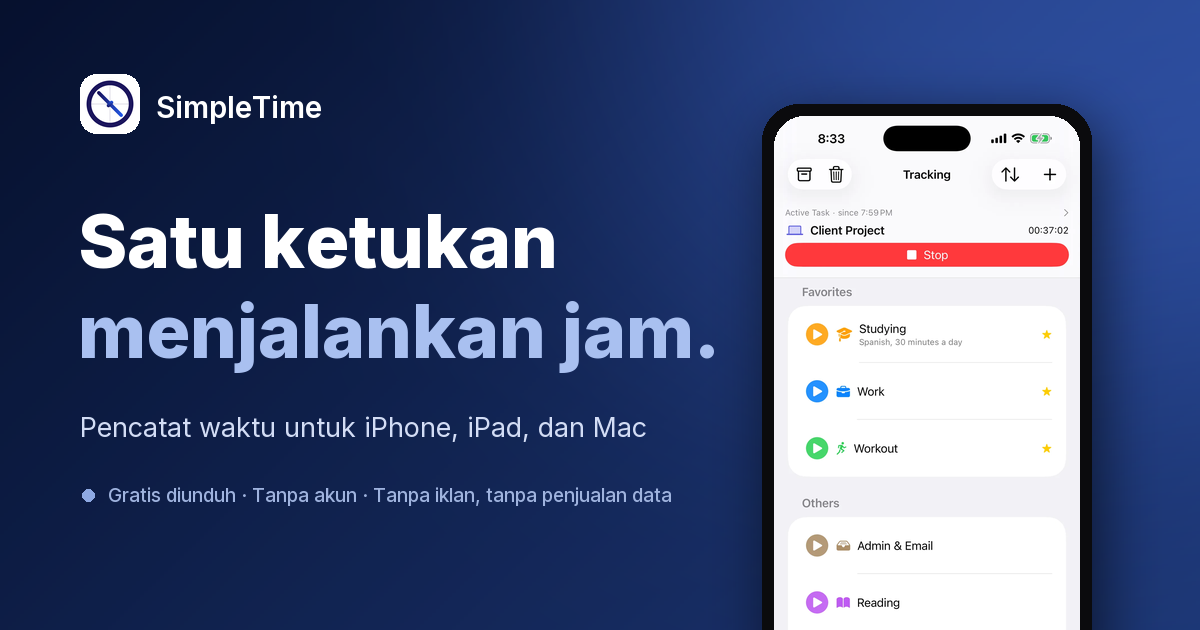 SimpleTime
Satu ketukan
menjalankan jam.
Pencatat waktu untuk iPhone, iPad, dan Mac
Gratis diunduh · Tanpa akun · Tanpa iklan, tanpa penjualan data
8:33
Tracking
Active Task · since 7:59 PM
Client Project 00:37:02
Stop
Favorites
Studying
Spanish, 30 minutes a day
Work
Workout
Others
Admin & Email
Reading